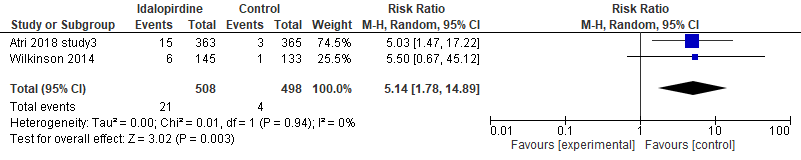 Idalopirdine Control Risk Ratio Risk Ratio
Study or Subgroup Events Total Events Total Weight M-H, Random, 95% CI M-H, Random, 95% CI
Atri 2018 study3 15 363 3 365 74.5% 5.03 [1.47, 17.22]
Wilkinson 2014 6 145 1 133 25.5% 5.50 [0.67, 45.12]
Total (95% CI) 508 498 100.0% 5.14 [1.78, 14.89]
Total events 21 4
Heterogeneity: Tau² = 0.00; Chi² = 0.01, df = 1 (P = 0.94); I² = 0%
Test for overall effect: Z = 3.02 (P = 0.003)
0.01 0.1 1 10 100
Favours [experimental] Favours [control]